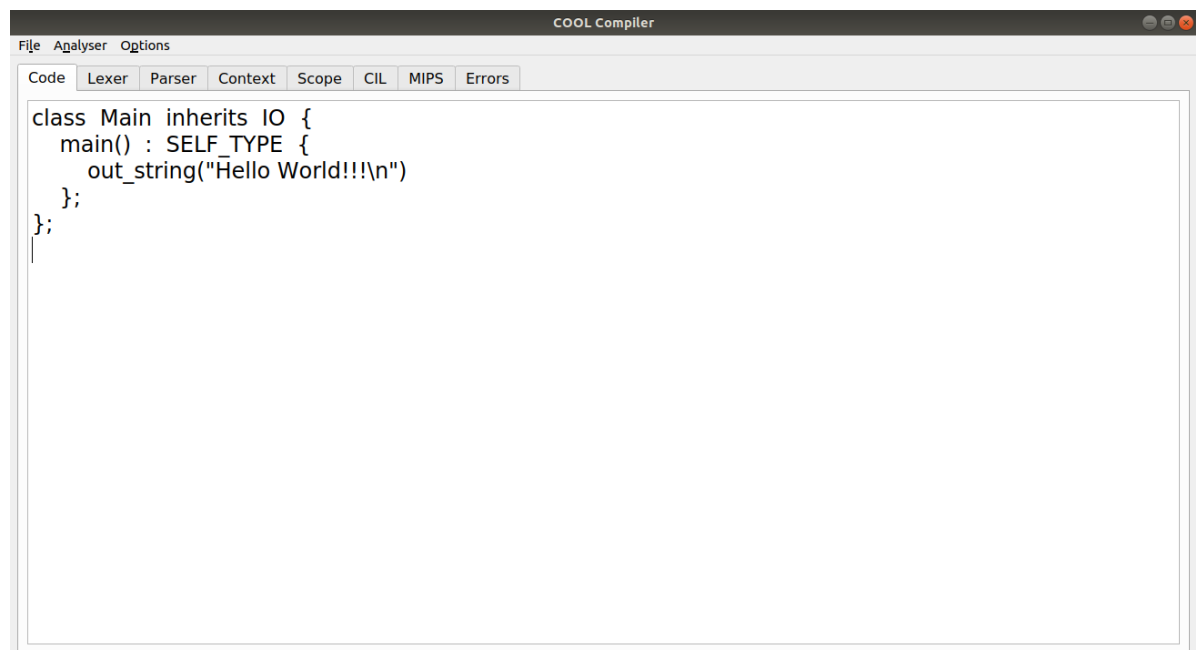 COOL Compiler
File Analyser Options
Code Lexer Parser Context Scope CIL MIPS Errors
class Main inherits IO {
main() : SELF_TYPE {
out_string("Hello World!!!\n")
};
};